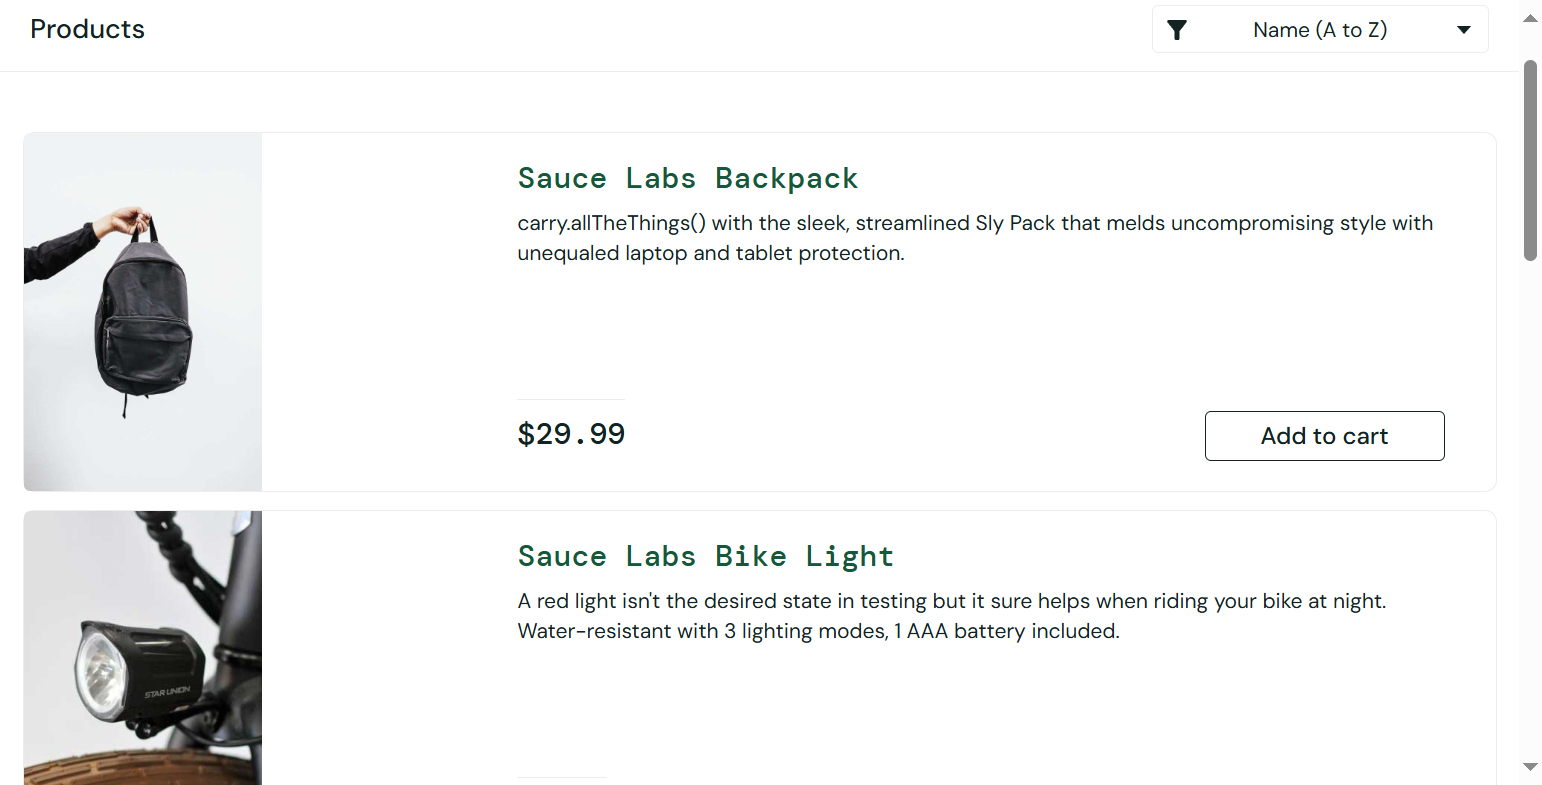 Products
Name (A to Z)
Sauce Labs Backpack
carry.allTheThings() with the sleek, streamlined Sly Pack that melds uncompromising style with
unequaled laptop and tablet protection.
$29.99
Add to cart
Sauce Labs Bike Light
A red light isn't the desired state in testing but it sure helps when riding your bike at night.
Water-resistant with 3 lighting modes, 1 AAA battery included.
STAR UNION